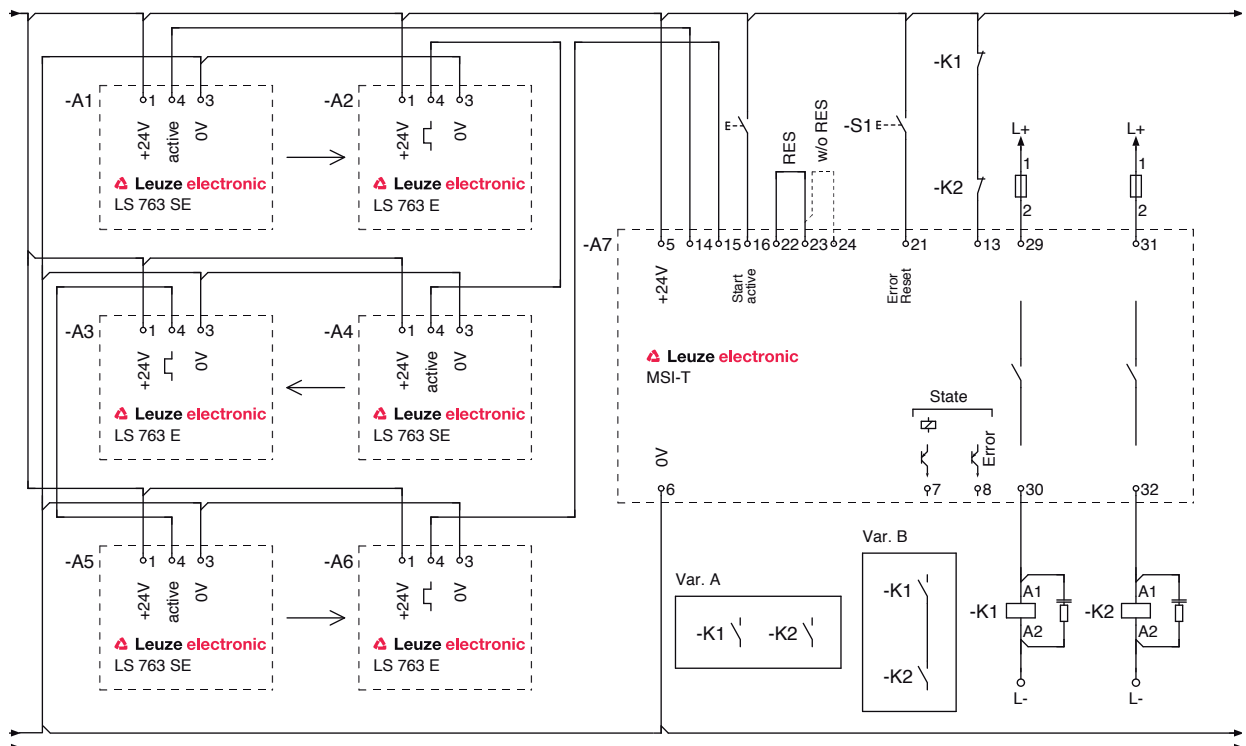 -A1
1 4 3
+24V
active
0V
Leuze electronic
LS 763 SE
-A2
1 4 3
+24V
0V
Leuze electronic
LS 763 E
-A3
1 4 3
+24V
0V
Leuze electronic
LS 763 E
-A4
1 4 3
+24V
active
0V
Leuze electronic
LS 763 SE
-A5
1 4 3
+24V
active
0V
Leuze electronic
LS 763 SE
-A6
1 4 3
+24V
0V
Leuze electronic
LS 763 E
RES
w/o RES
-S1
-K1
-K2
L+
1
2
L+
1
2
-A7
5 14 15 16 22 23 24 21 13 29 31
+24V
Start
active
Error
Reset
Leuze electronic
MSI-T
State
Error
0V
6 7 8 30 32
Var. A
-K1 -K2
Var. B
-K1
-K2
-K1
A1
A2
L-
-K2
A1
A2
L-